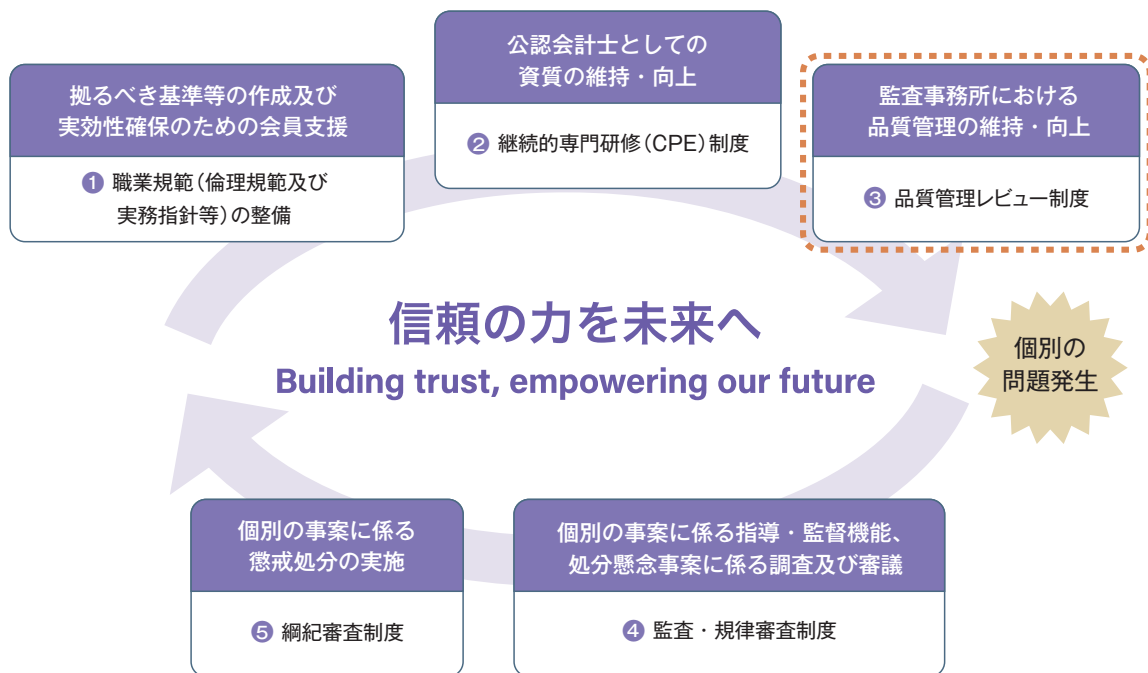 拠るべき基準等の作成及び
実効性確保のための会員支援
❶ 職業規範（倫理規範及び
実務指針等）の整備
公認会計士としての
資質の維持・向上
❷ 継続的専門研修（CPE）制度
監査事務所における
品質管理の維持・向上
❸ 品質管理レビュー制度
信頼の力を未来へ
Building trust, empowering our future
個別の
問題発生
個別の事案に係る
懲戒処分の実施
❺ 綱紀審査制度
個別の事案に係る指導・監督機能、
処分懸念事案に係る調査及び審議
❹ 監査・規律審査制度